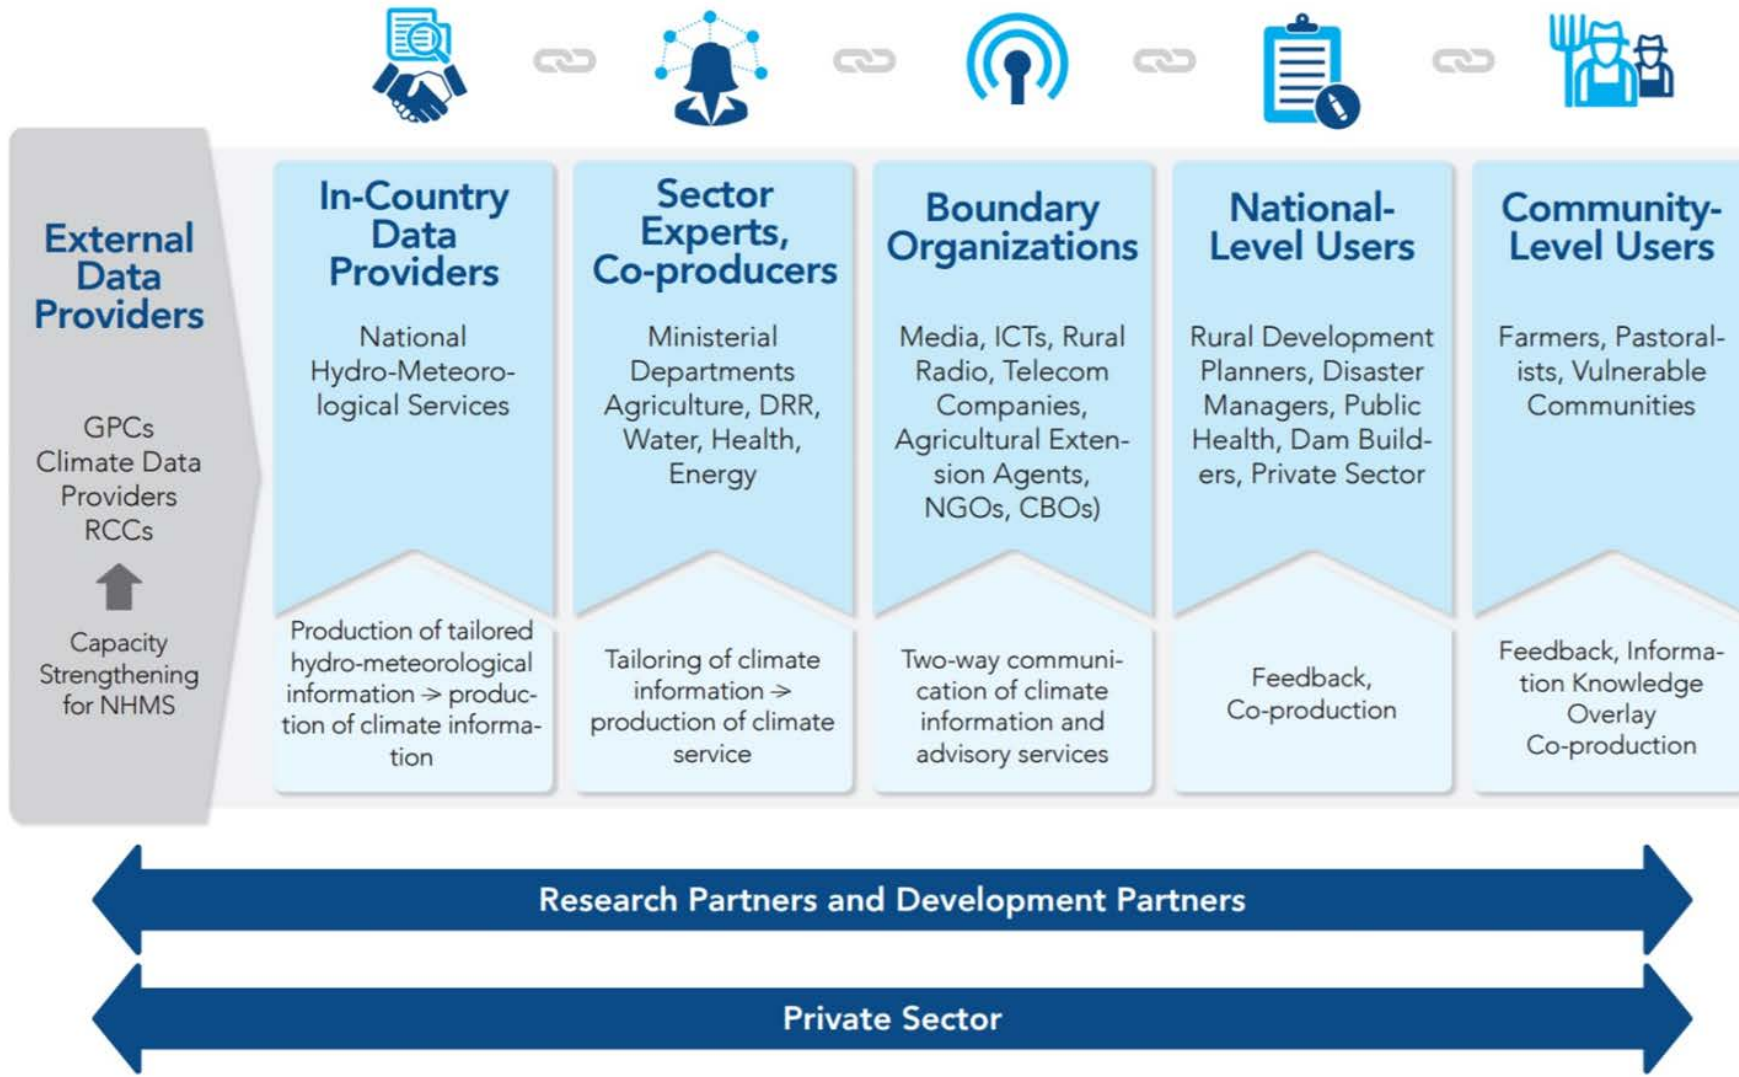 External
Data
Providers
GPCs
Climate Data
Providers
RCCs
Capacity
Strengthening
for NHMS
In-Country
Data
Providers
National
Hydro-Meteoro-
logical Services
Production of tailored
hydro-meteorological
information → produc-
tion of climate informa-
tion
Sector
Experts,
Co-producers
Ministerial
Departments
Agriculture, DRR,
Water, Health,
Energy
Tailoring of climate
information →
production of climate
service
Boundary
Organizations
Media, ICTs, Rural
Radio, Telecom
Companies,
Agricultural Exten-
sion Agents,
NGOs, CBOs)
Two-way communi-
cation of climate
information and
advisory services
National-
Level Users
Rural Development
Planners, Disaster
Managers, Public
Health, Dam Build-
ers, Private Sector
Feedback,
Co-production
Community-
Level Users
Farmers, Pastoral-
ists, Vulnerable
Communities
Feedback, Informa-
tion Knowledge
Overlay
Co-production
Research Partners and Development Partners
Private Sector